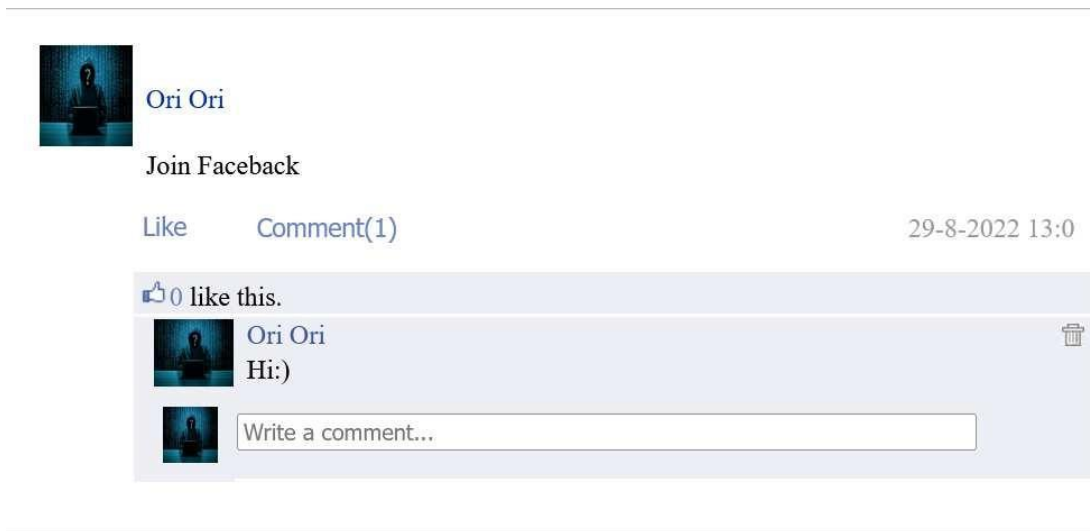 Ori Ori
Join Faceback
Like Comment(1) 29-8-2022 13:0
0 like this.
Ori Ori
Hi:)
Write a comment...